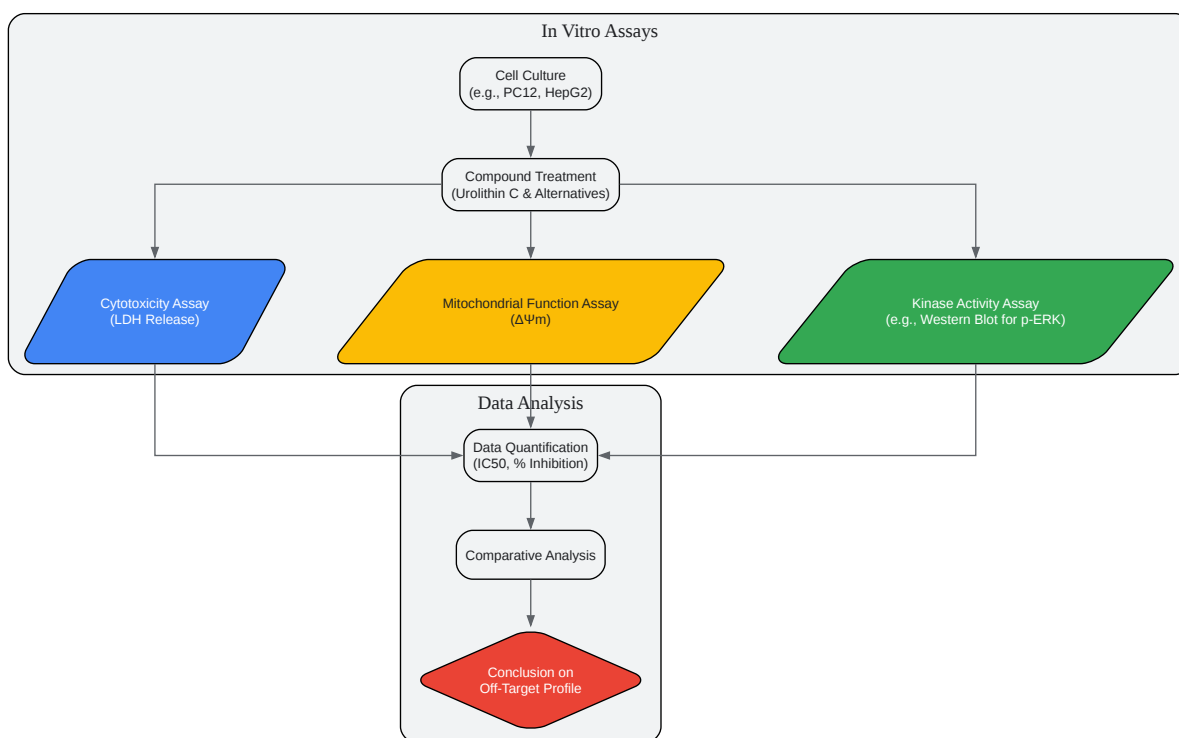 In Vitro Assays
Cell Culture
(e.g., PC12, HepG2)
Compound Treatment
(Urolithin C & Alternatives)
Cytotoxicity Assay
(LDH Release)
Mitochondrial Function Assay
(ΔΨm)
Kinase Activity Assay
(e.g., Western Blot for p-ERK)
Data Analysis
Data Quantification
(IC50, % Inhibition)
Comparative Analysis
Conclusion on
Off-Target Profile